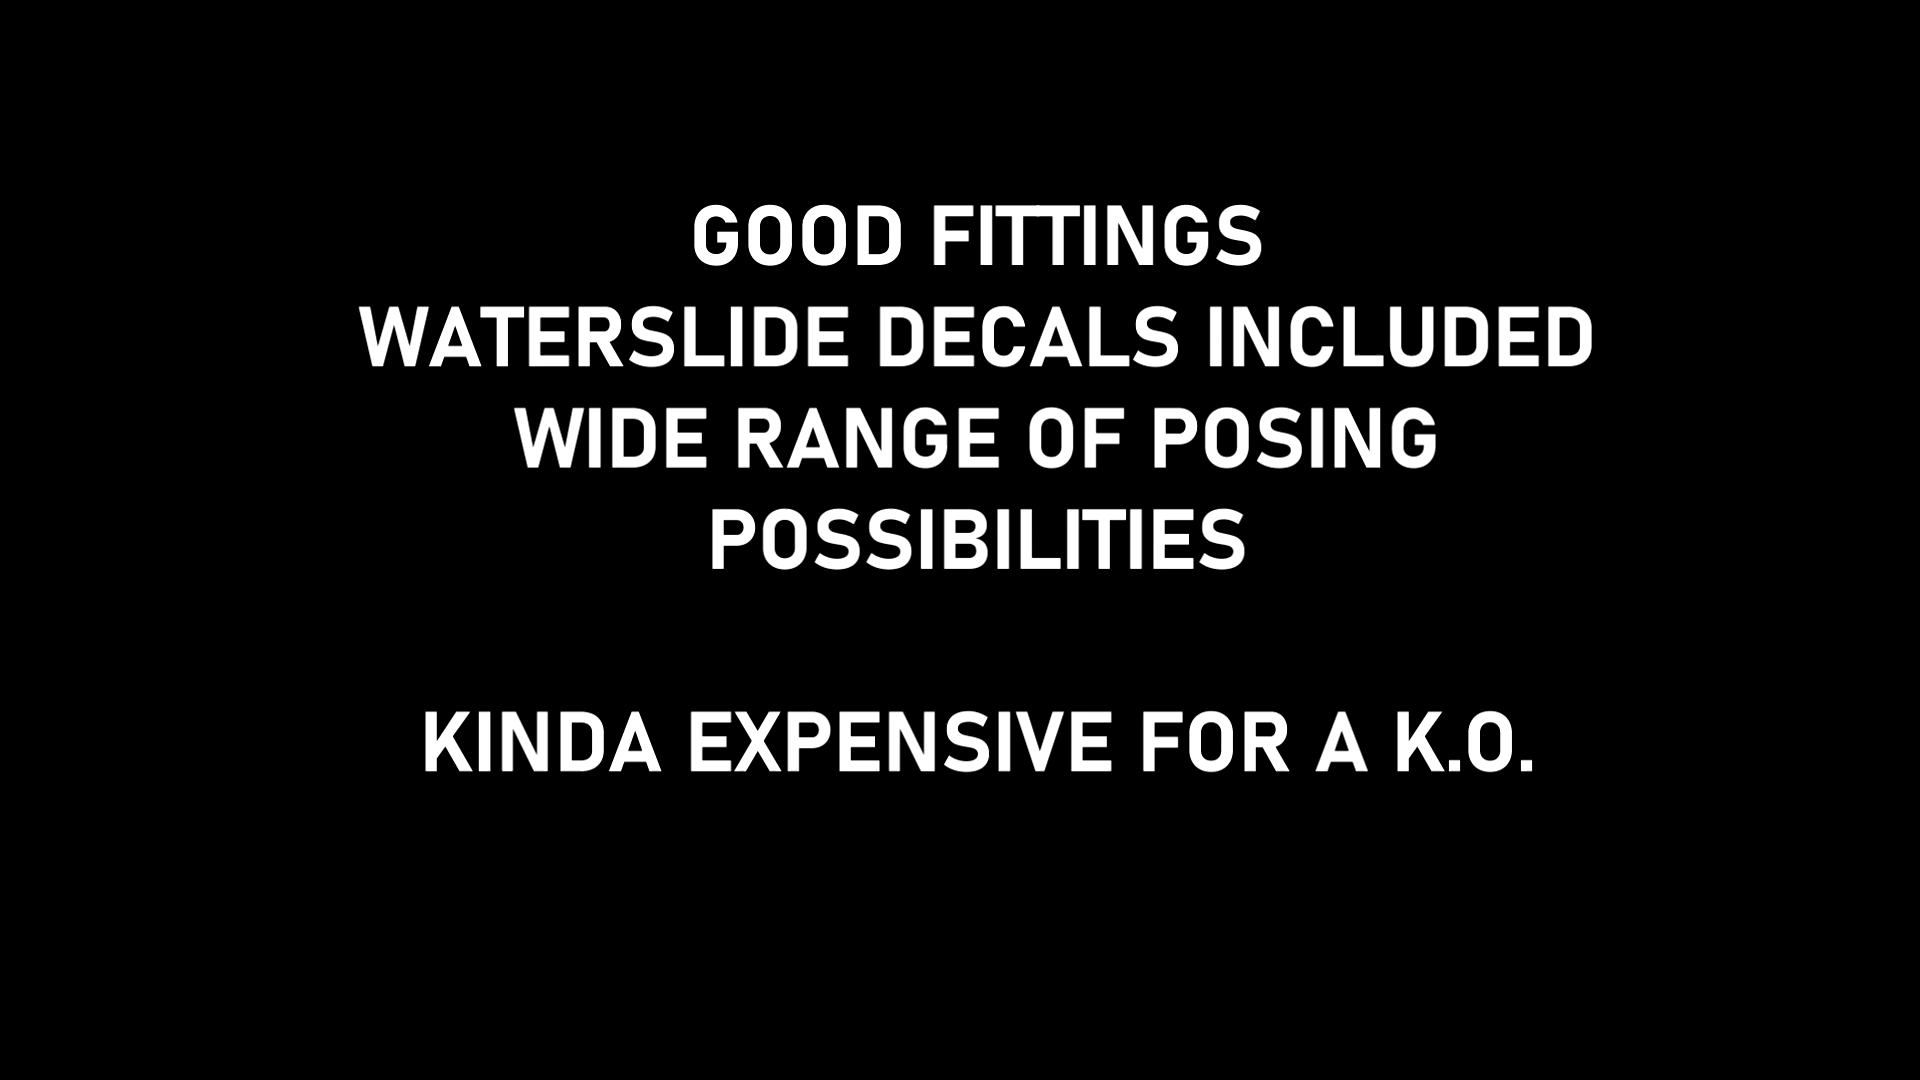 GOOD FITTINGS
WATERSLIDE DECALS INCLUDED
WIDE RANGE OF POSING
POSSIBILITIES
KINDA EXPENSIVE FOR A K.O.